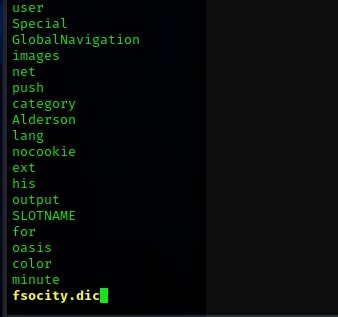 user
Special
GlobalNavigation
images
net
push
category
Alderson
lang
nocookie
ext
his
output
SLOTNAME
for
oasis
color
minute
fsocity.dic